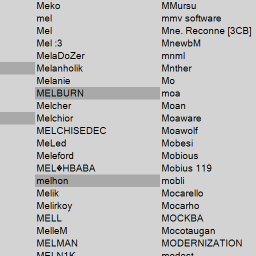 Meko MMursu
mel mmv software
Mel Mne. Reconne [3CB]
Mel :3 MnewbM
MelaDoZer mnml
Melanholik Mnther
Melanie Mo
MELBURN moa
Melcher Moan
Melchior Moaware
MELCHISEDEC Moawolf
MeLed Mobesi
Meleford Mobious
MEL♦HBABA Mobius 119
melhon mobli
Melik Mocarello
Melirkoy Mocarho
MELL MOCKBA
MelleM Mocotaugan
MELMAN MODERNIZATION
MELN1K modest